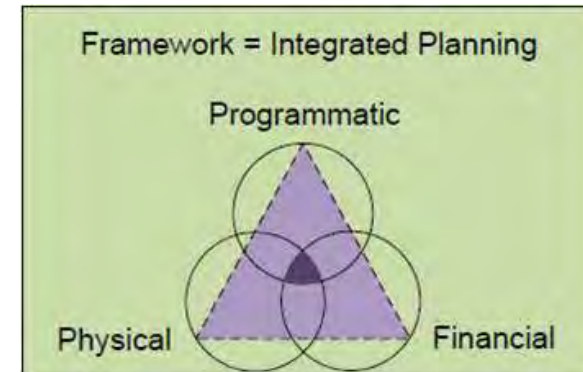 Framework = Integrated Planning
Programmatic
Physical
Financial